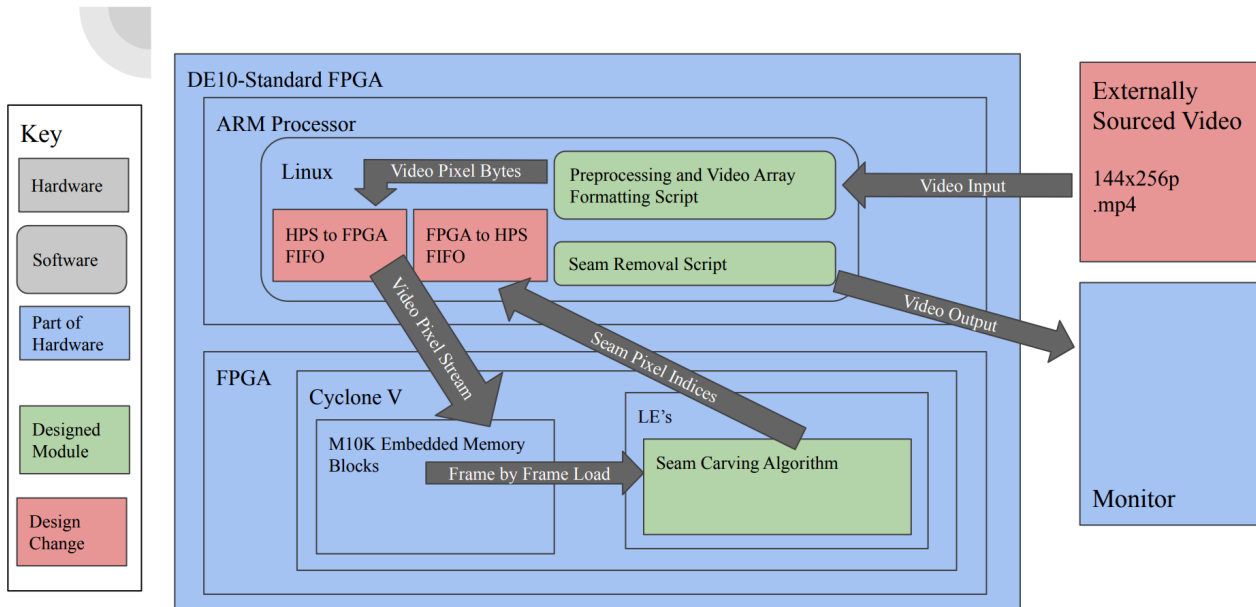 Key
Hardware
Software
Part of
Hardware
Designed
Module
Design
Change
DE10-Standard FPGA
ARM Processor
Linux
Video Pixel Bytes
Preprocessing and Video Array
Formatting Script
Video Input
HPS to FPGA
FIFO
FPGA to HPS
FIFO
Seam Removal Script
Video Output
Video Pixel Stream
Seam Pixel Indices
FPGA
Cyclone V
M10K Embedded Memory
Blocks
Frame by Frame Load
LE’s
Seam Carving Algorithm
Externally
Sourced Video
144x256p
.mp4
Monitor